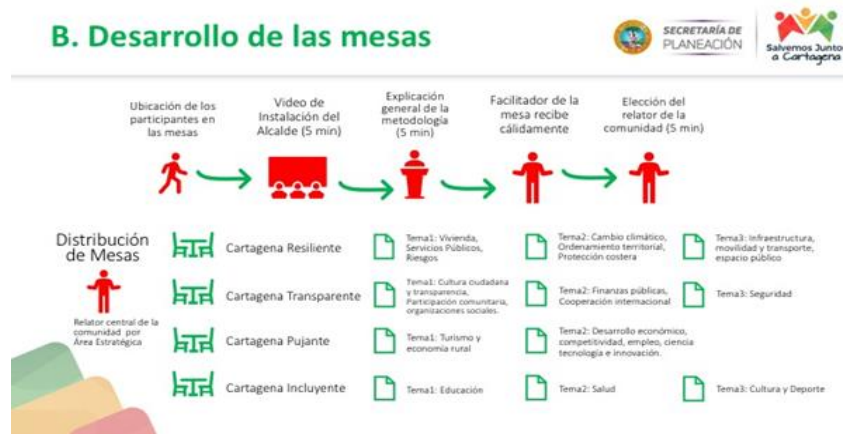 B. Desarrollo de las mesas
SECRETARÍA DE
PLANEACIÓN
Salvemos Juntos
a Cartagena
Ubicación de los
participantes en
las mesas
Video de
Instalación del
Alcalde (5 min)
Explicación
general de la
metodología
(5 min)
Facilitador de la
mesa recibe
cálidamente
Elección del
relator de la
comunidad (5 min)
Distribución
de Mesas
Relator central de la
comunidad por
Área Estratégica
Cartagena Resiliente
Tema1: Vivienda,
Servicios Públicos,
Riesgos
Tema2: Cambio climático,
Ordenamiento territorial,
Protección costera
Tema3: Infraestructura,
movilidad y transporte,
espacio público
Cartagena Transparente
Tema1: Cultura ciudadana
y transparencia,
Participación comunitaria,
organizaciones sociales.
Tema2: Finanzas públicas,
Cooperación internacional
Tema3: Seguridad
Cartagena Pujante
Tema1: Turismo y
economía rural
Tema2: Desarrollo económico,
competitividad, empleo, ciencia
tecnología e innovación.
Cartagena Incluyente
Tema1: Educación
Tema2: Salud
Tema3: Cultura y Deporte